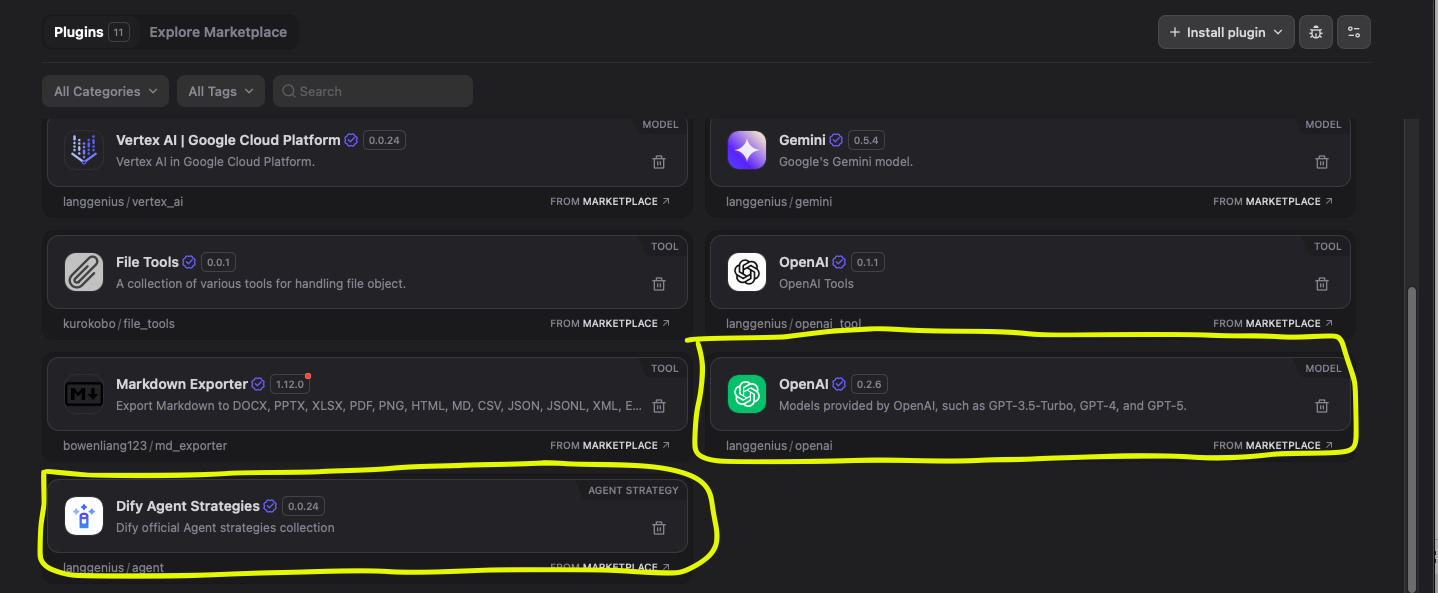 Plugins 11 Explore Marketplace
Install plugin
All Categories All Tags Search
MODEL
Vertex AI | Google Cloud Platform 0.0.24
Vertex AI in Google Cloud Platform.
langgenius / vertex_ai FROM MARKETPLACE
MODEL
Gemini 0.5.4
Google's Gemini model.
langgenius / gemini FROM MARKETPLACE
TOOL
File Tools 0.0.1
A collection of various tools for handling file object.
kurokobo / file_tools FROM MARKETPLACE
TOOL
OpenAI 0.1.1
OpenAI Tools
langgenius / openai_tool FROM MARKETPLACE
TOOL
M↓
Markdown Exporter 1.12.0
Export Markdown to DOCX, PPTX, XLSX, PDF, PNG, HTML, MD, CSV, JSON, JSONL, XML, E...
bowenliang123 / md_exporter FROM MARKETPLACE
MODEL
OpenAI 0.2.6
Models provided by OpenAI, such as GPT-3.5-Turbo, GPT-4, and GPT-5.
langgenius / openai FROM MARKETPLACE
AGENT STRATEGY
Dify Agent Strategies 0.0.24
Dify official Agent strategies collection
langgenius / agent FROM MARKETPLACE